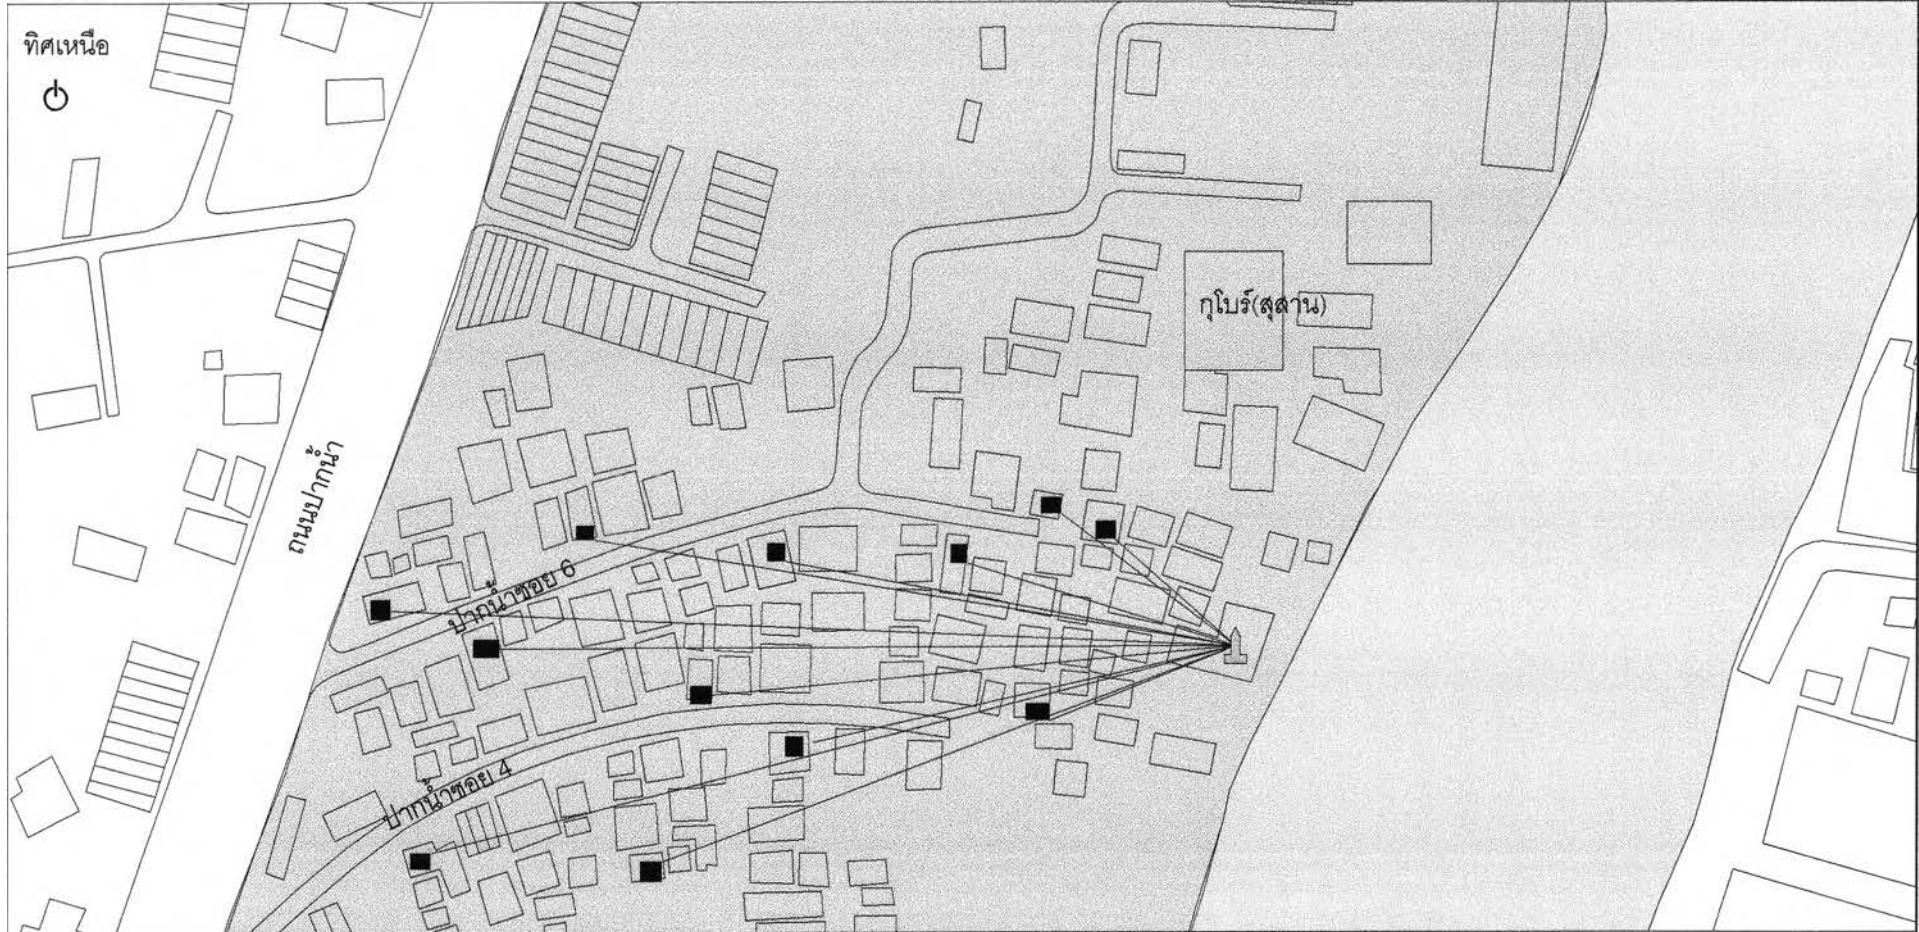 ทิศเหนือ
กุโบร์(สุสาน)
ถนนปากน้ำ
ปากน้ำซอย 6
ปากน้ำซอย 4